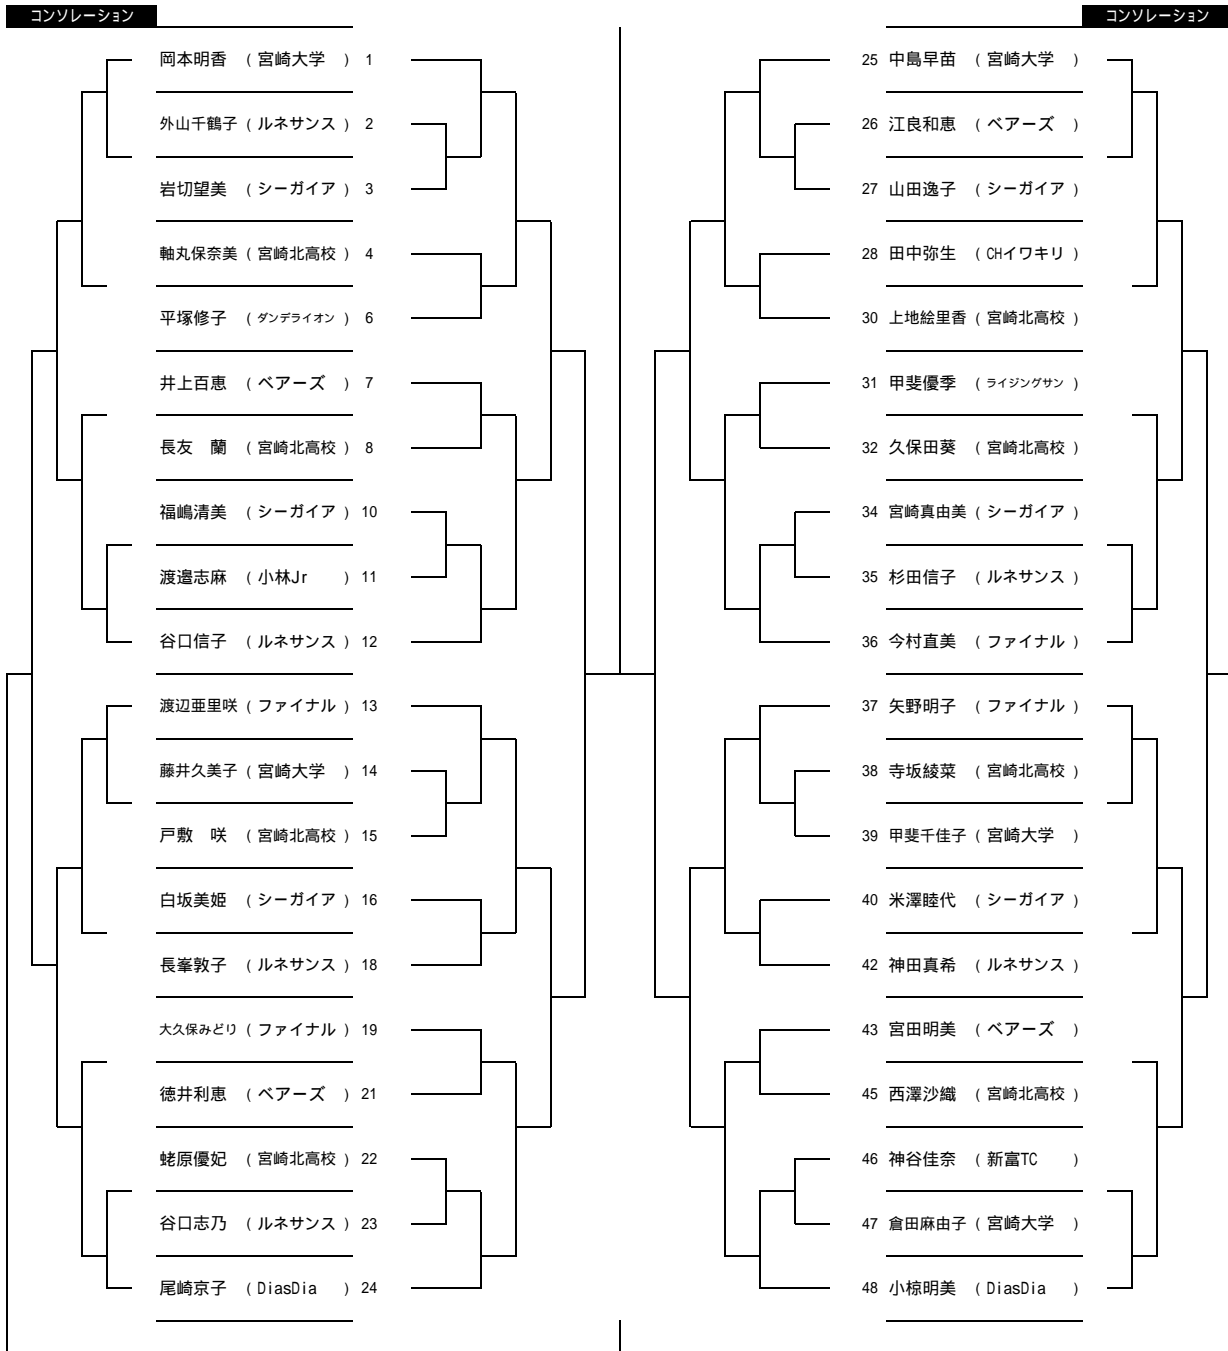 コンソレーション
コンソレーション
岡本明香 （宮崎大学 ） 1
外山千鶴子（ルネサンス） 2
岩切望美 （シーガイア） 3
軸丸保奈美（宮崎北高校） 4
平塚修子 （ダンデライオン） 6
井上百恵 （ベアーズ ） 7
長友　蘭 （宮崎北高校） 8
福嶋清美 （シーガイア） 10
渡邉志麻 （小林Jr ） 11
谷口信子 （ルネサンス） 12
渡辺亜里咲（ファイナル） 13
藤井久美子（宮崎大学 ） 14
戸敷　咲 （宮崎北高校） 15
白坂美姫 （シーガイア） 16
長峯敦子 （ルネサンス） 18
大久保みどり（ファイナル） 19
徳井利恵 （ベアーズ ） 21
蛯原優妃 （宮崎北高校） 22
谷口志乃 （ルネサンス） 23
尾崎京子 （DiasDia ） 24
25 中島早苗 （宮崎大学 ）
26 江良和恵 （ベアーズ ）
27 山田逸子 （シーガイア）
28 田中弥生 （CHイワキリ）
30 上地絵里香（宮崎北高校）
31 甲斐優季 （ライジングサン）
32 久保田葵 （宮崎北高校）
34 宮崎真由美（シーガイア）
35 杉田信子 （ルネサンス）
36 今村直美 （ファイナル）
37 矢野明子 （ファイナル）
38 寺坂綾菜 （宮崎北高校）
39 甲斐千佳子（宮崎大学 ）
40 米澤睦代 （シーガイア）
42 神田真希 （ルネサンス）
43 宮田明美 （ベアーズ ）
45 西澤沙織 （宮崎北高校）
46 神谷佳奈 （新富TC ）
47 倉田麻由子（宮崎大学 ）
48 小椋明美 （DiasDia ）